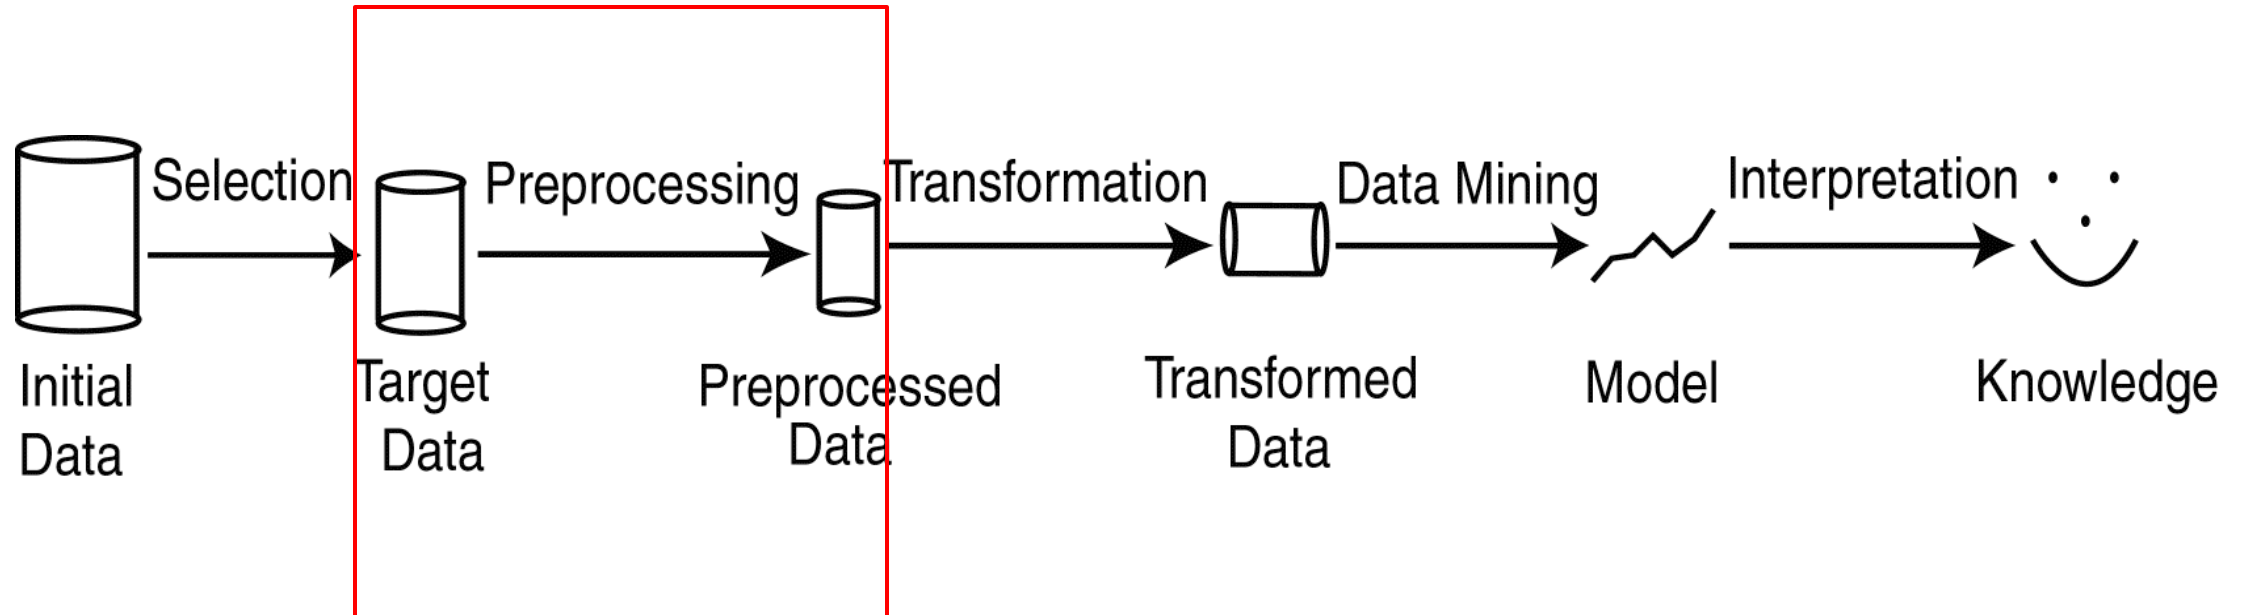 Selection
Preprocessing
Transformation
Data Mining
Interpretation
Initial
Data
Target
Data
Preprocessed
Data
Transformed
Data
Model
Knowledge